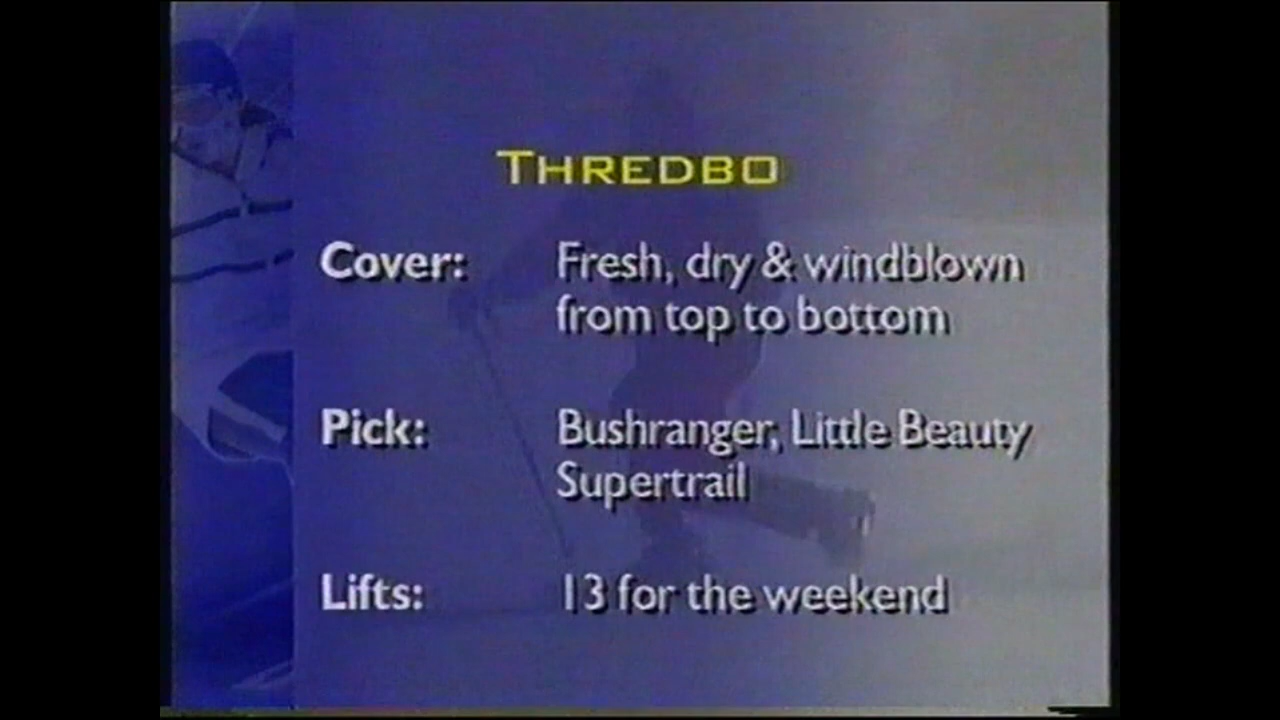 THREDBO
Cover: Fresh, dry & windblown
from top to bottom
Pick: Bushranger, Little Beauty
Supertrail
Lifts: 13 for the weekend